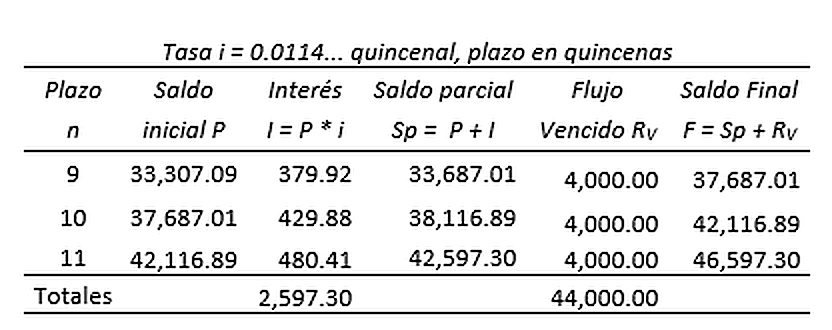 Tasa i = 0.0114... quincenal, plazo en quincenas
Plazo Saldo Interés Saldo parcial Flujo Saldo Final
n inicial P I = P * i Sp = P + I Vencido Rv F = Sp + Rv
9 33,307.09 379.92 33,687.01 4,000.00 37,687.01
10 37,687.01 429.88 38,116.89 4,000.00 42,116.89
11 42,116.89 480.41 42,597.30 4,000.00 46,597.30
Totales 2,597.30 44,000.00